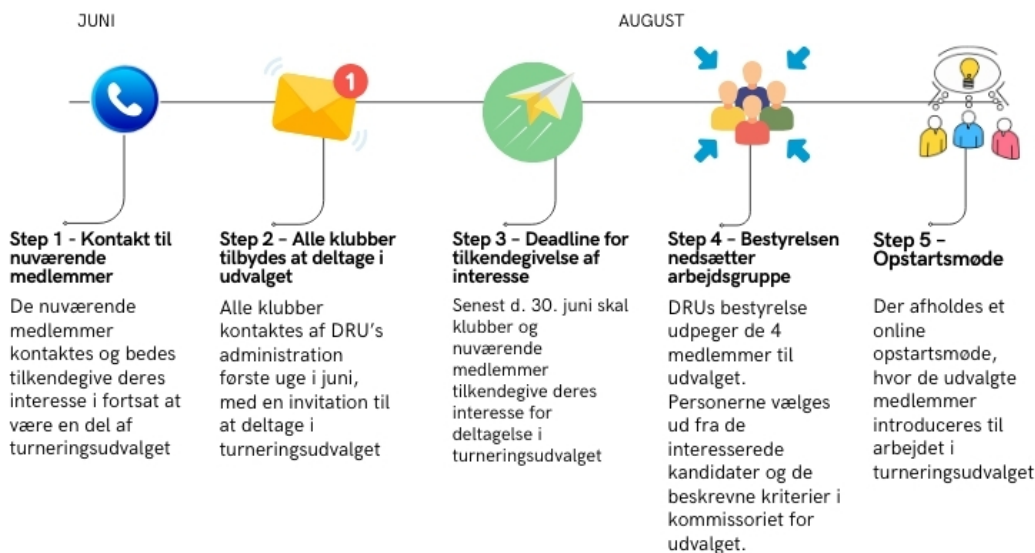 JUNI
AUGUST
1
Step 1 - Kontakt til
nuværende
medlemmer
De nuværende
medlemmer
kontaktes og bedes
tilkendegive deres
interesse i fortsat at
være en del af
turneringsudvalget
Step 2 – Alle klubber
tilbydes at deltage i
udvalget
Alle klubber
kontaktes af DRU's
administration
første uge i juni,
med en invitation til
at deltage i
turneringsudvalget
Step 3 – Deadline for
tilkendegivelse af
interesse
Senest d. 30. juni skal
klubber og
nuværende
medlemmer
tilkendegive deres
interesse for
deltagelse i
turneringsudvalget
Step 4 – Bestyrelsen
nedsætter
arbejdsgruppe
DRUs bestyrelse
udpeger de 4
medlemmer til
udvalget.
Personerne vælges
ud fra de
interesserede
kandidater og de
beskrevne kriterier i
kommissoriet for
udvalget.
Step 5 –
Opstartsmøde
Der afholdes et
online
opstartsmøde,
hvor de udvalgte
medlemmer
introduceres til
arbejdet i
turneringsudvalget